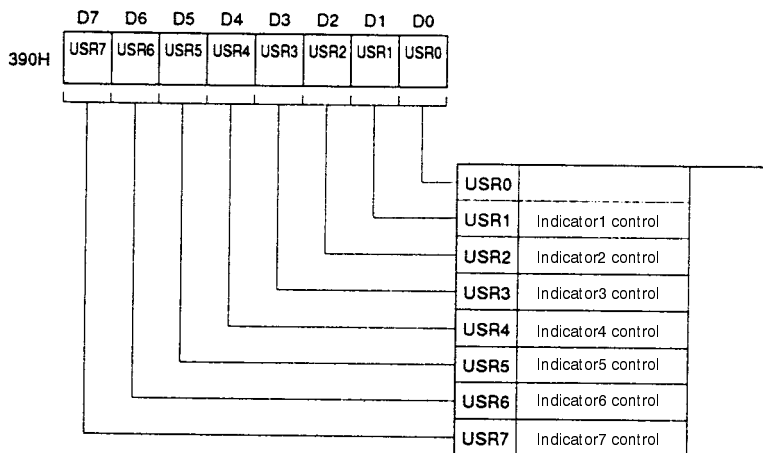 D7 D6 D5 D4 D3 D2 D1 D0
390H USR7 USR6 USR5 USR4 USR3 USR2 USR1 USR0
USR0
USR1 Indicator1 control
USR2 Indicator2 control
USR3 Indicator3 control
USR4 Indicator4 control
USR5 Indicator5 control
USR6 Indicator6 control
USR7 Indicator7 control